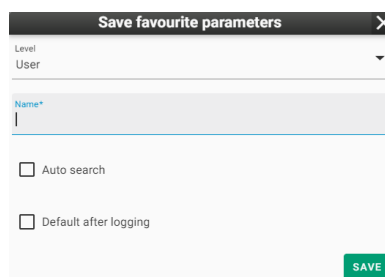 Save favourite parameters
Level
User
Name*
Auto search
Default after logging
SAVE